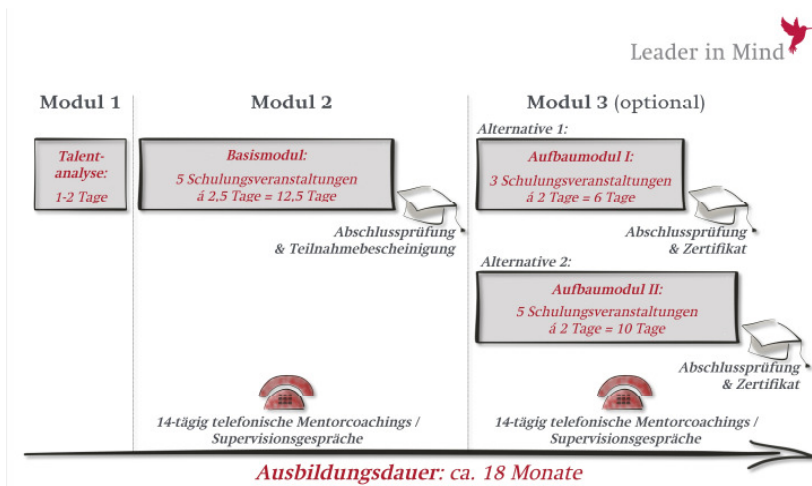 Leader in Mind
Modul 1
Modul 2
Modul 3 (optional)
Talent-
analyse:
1-2 Tage
Basismodul:
5 Schulungsveranstaltungen
á 2,5 Tage = 12,5 Tage
Abschlussprüfung
& Teilnahmebescheinigung
Alternative 1:
Aufbaumodul I:
3 Schulungsveranstaltungen
á 2 Tage = 6 Tage
Abschlussprüfung
& Zertifikat
Alternative 2:
Aufbaumodul II:
5 Schulungsveranstaltungen
á 2 Tage = 10 Tage
Abschlussprüfung
& Zertifikat
14-tägig telefonische Mentorcoachings /
Supervisionsgespräche
14-tägig telefonische Mentorcoachings /
Supervisionsgespräche
Ausbildungsdauer: ca. 18 Monate